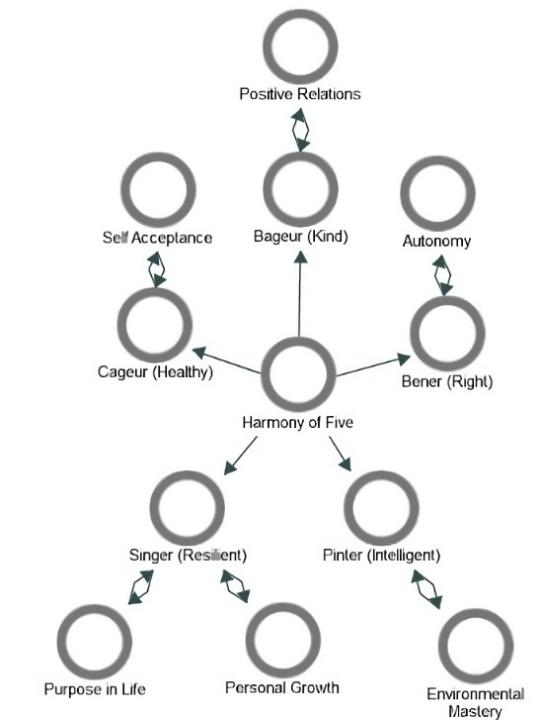 Positive Relations
Self Acceptance
Bageur (Kind)
Autonomy
Cageur (Healthy)
Bener (Right)
Harmony of Five
Singer (Resilient)
Pinter (Intelligent)
Purpose in Life
Personal Growth
Environmental
Mastery